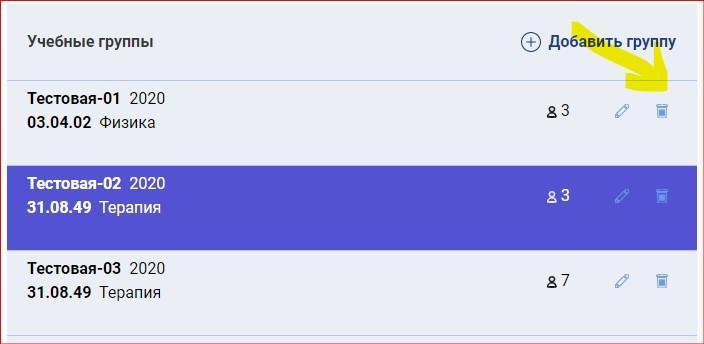 Учебные группы Добавить группу
Тестовая-01 2020
03.04.02 Физика
3
Тестовая-02 2020
31.08.49 Терапия
3
Тестовая-03 2020
31.08.49 Терапия
7